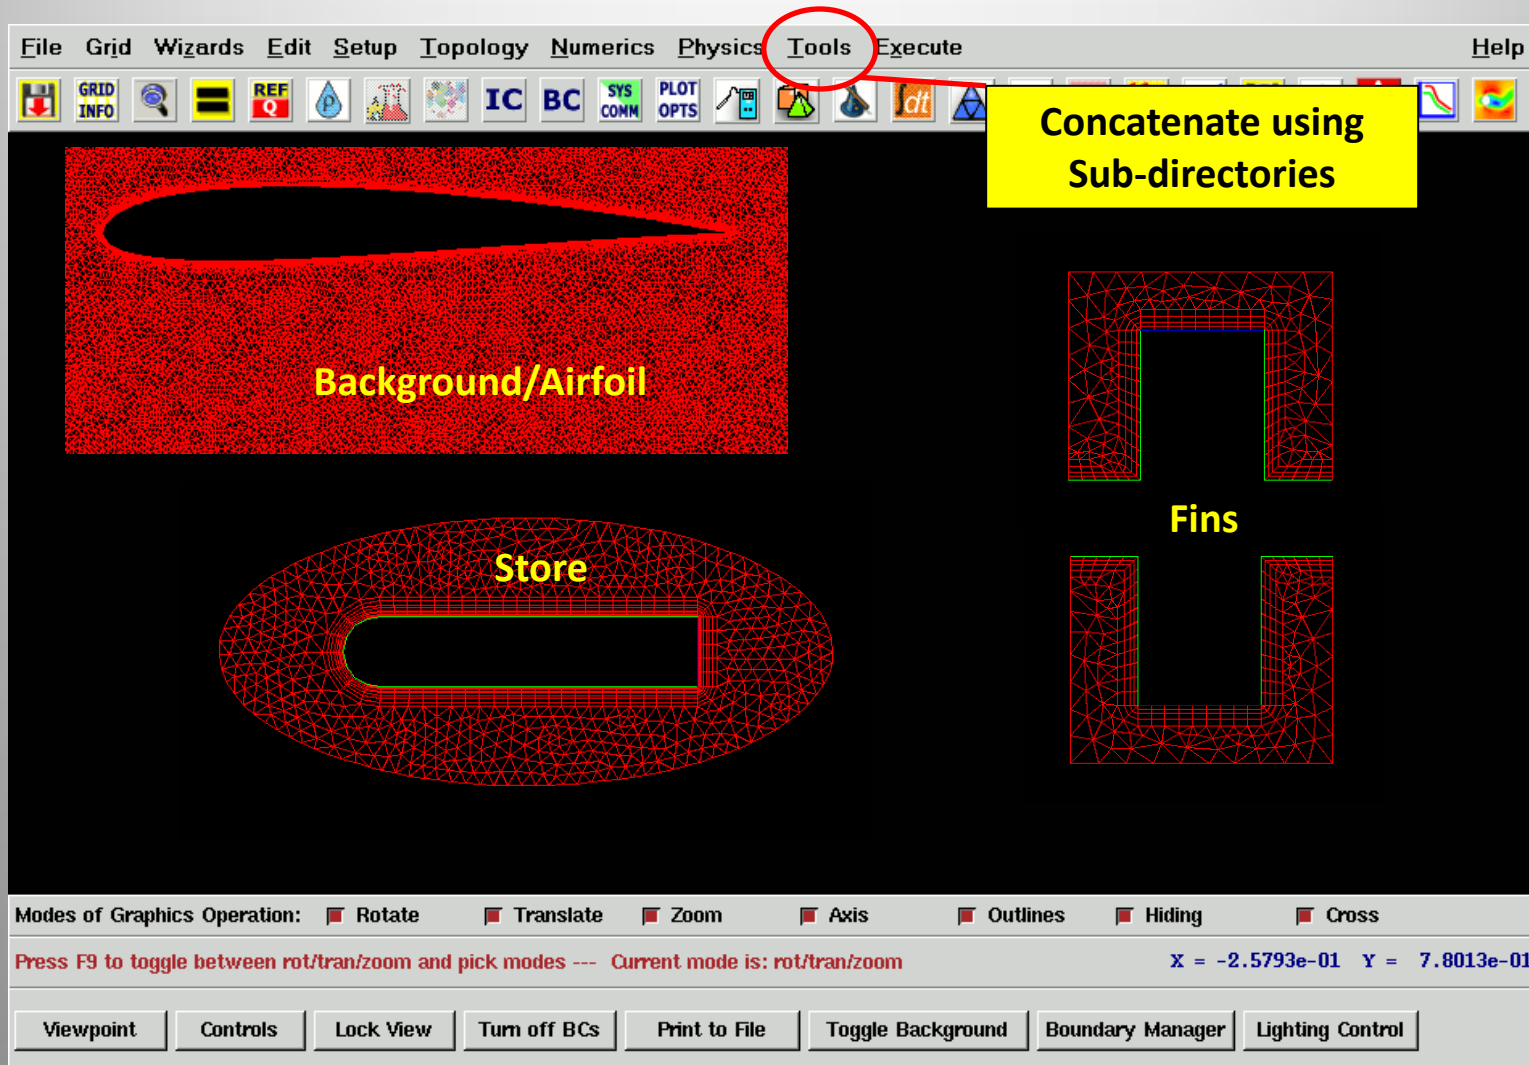 File Grid Wizards Edit Setup Topology Numerics Physics Tools Execute Help
GRID INFO
REF Q
ρ
IC
BC
SYS COMM
PLOT OPTS
∫dt
Concatenate using
Sub-directories
Background/Airfoil
Fins
Store
Modes of Graphics Operation: Rotate Translate Zoom Axis Outlines Hiding Cross
Press F9 to toggle between rot/tran/zoom and pick modes --- Current mode is: rot/tran/zoom X = -2.5793e-01 Y = 7.8013e-01
Viewpoint Controls Lock View Turn off BCs Print to File Toggle Background Boundary Manager Lighting Control